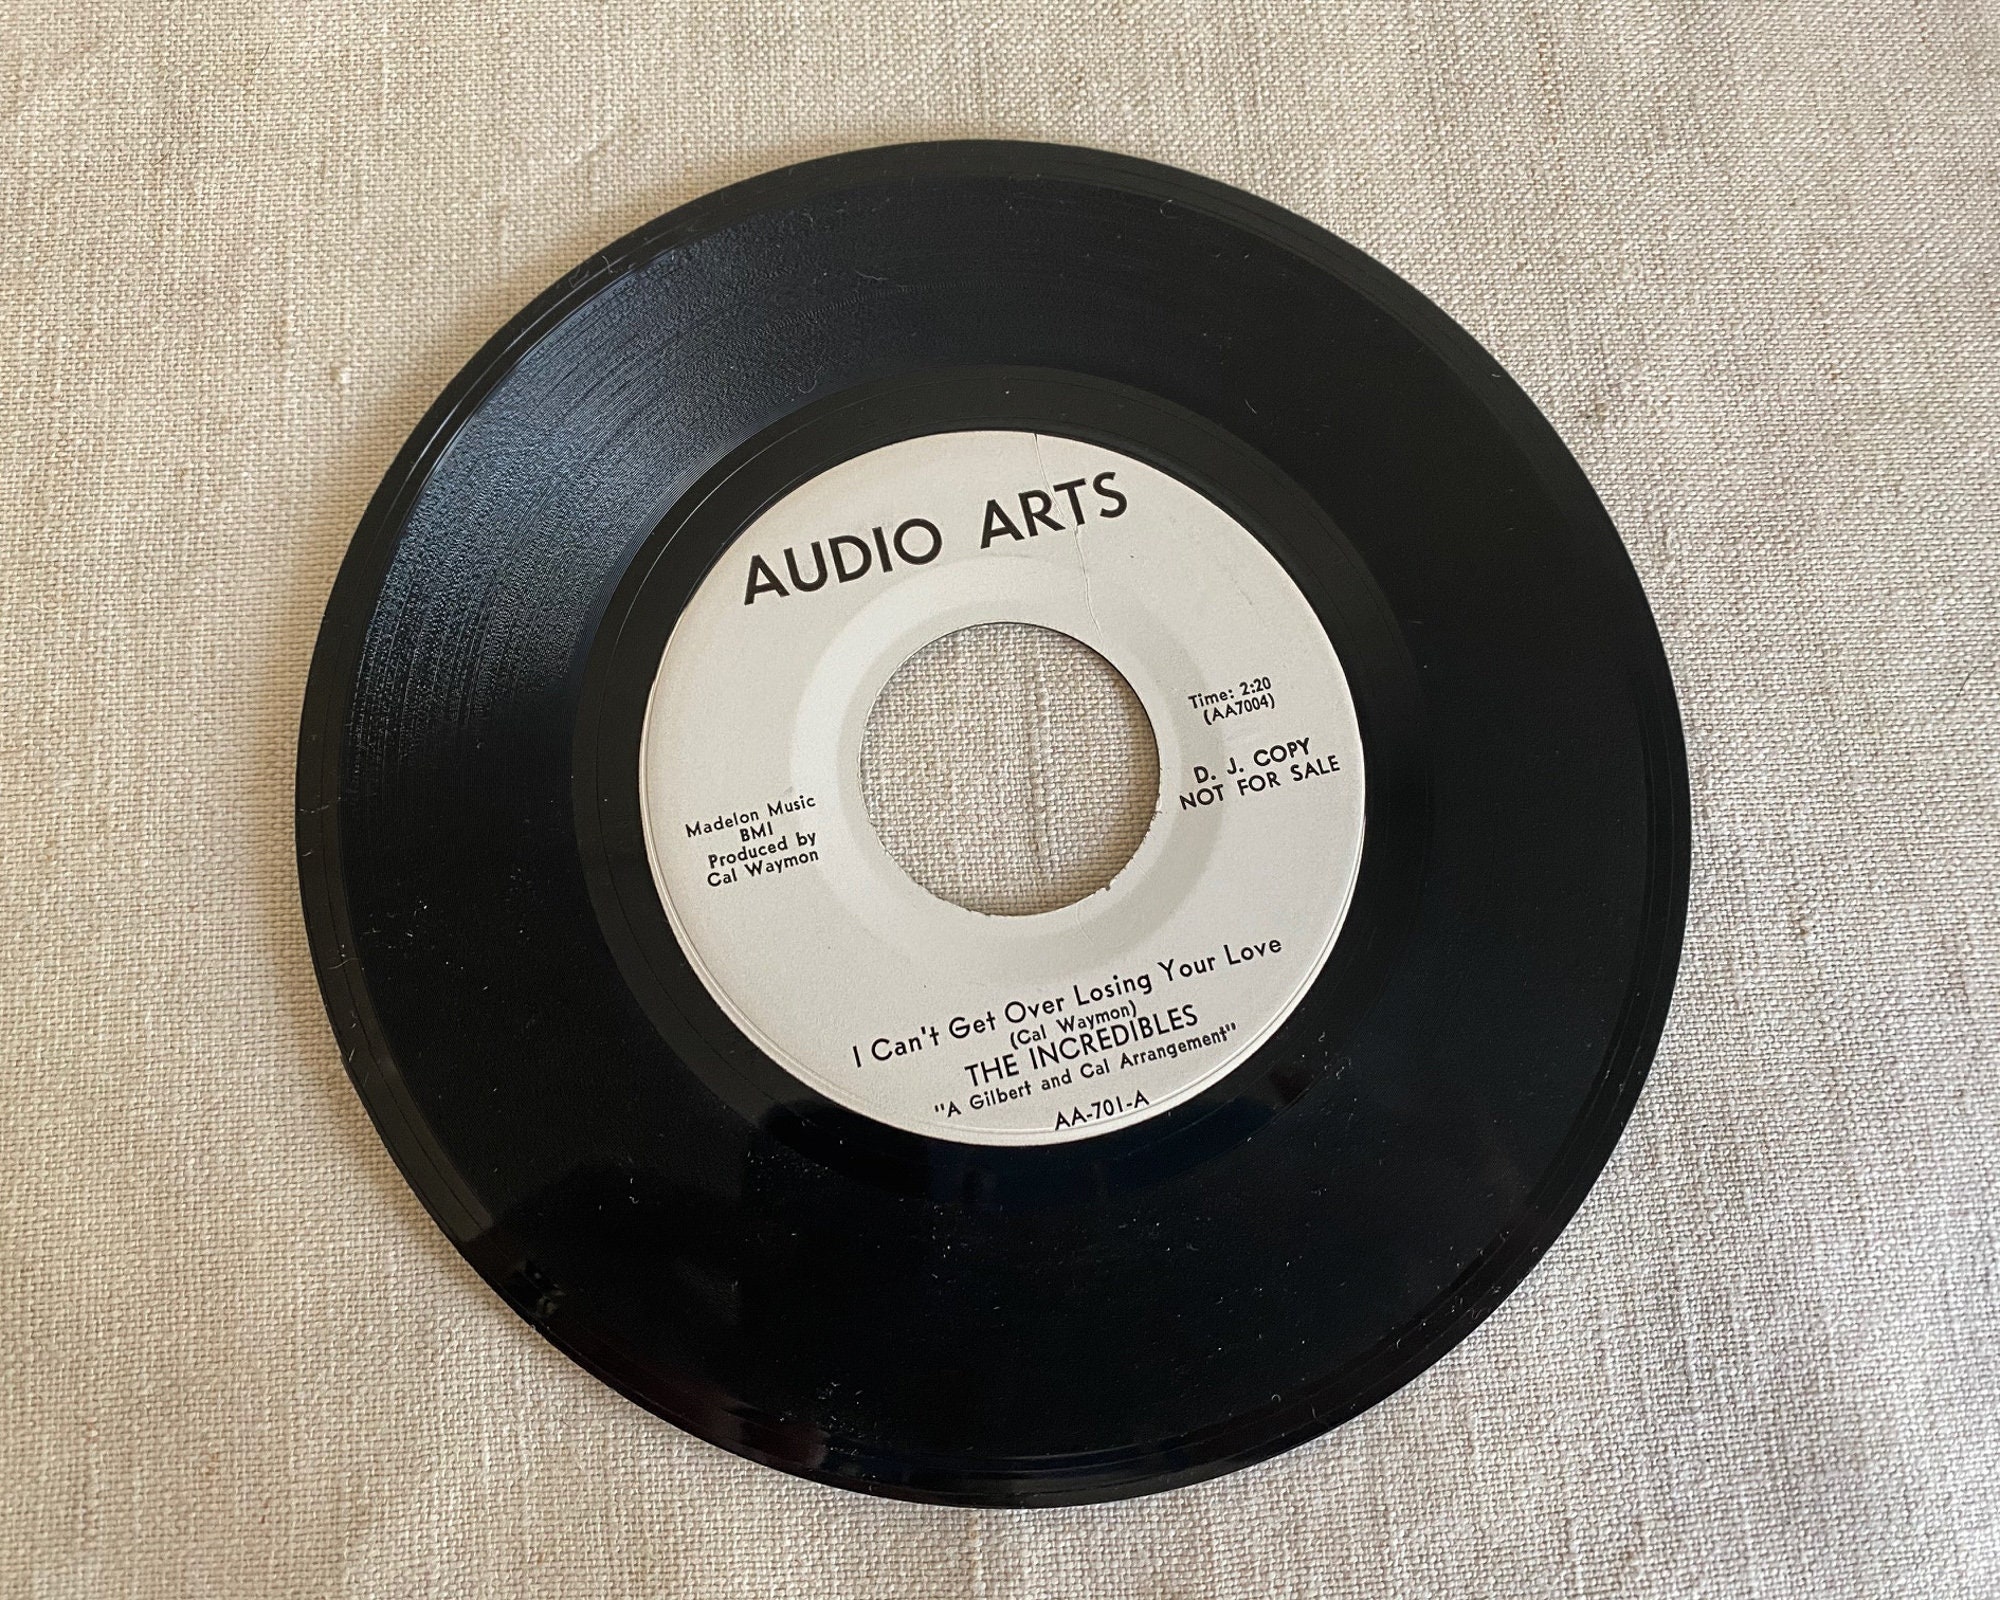 AUDIO ARTS
Time: 2:20
(AA7004)
D. J. COPY
NOT FOR SALE
Madelon Music
BMI
Produced by
Cal Waymon
I Can't Get Over Losing Your Love
(Cal Waymon)
THE INCREDIBLES
"A Gilbert and Cal Arrangement"
AA-701-A